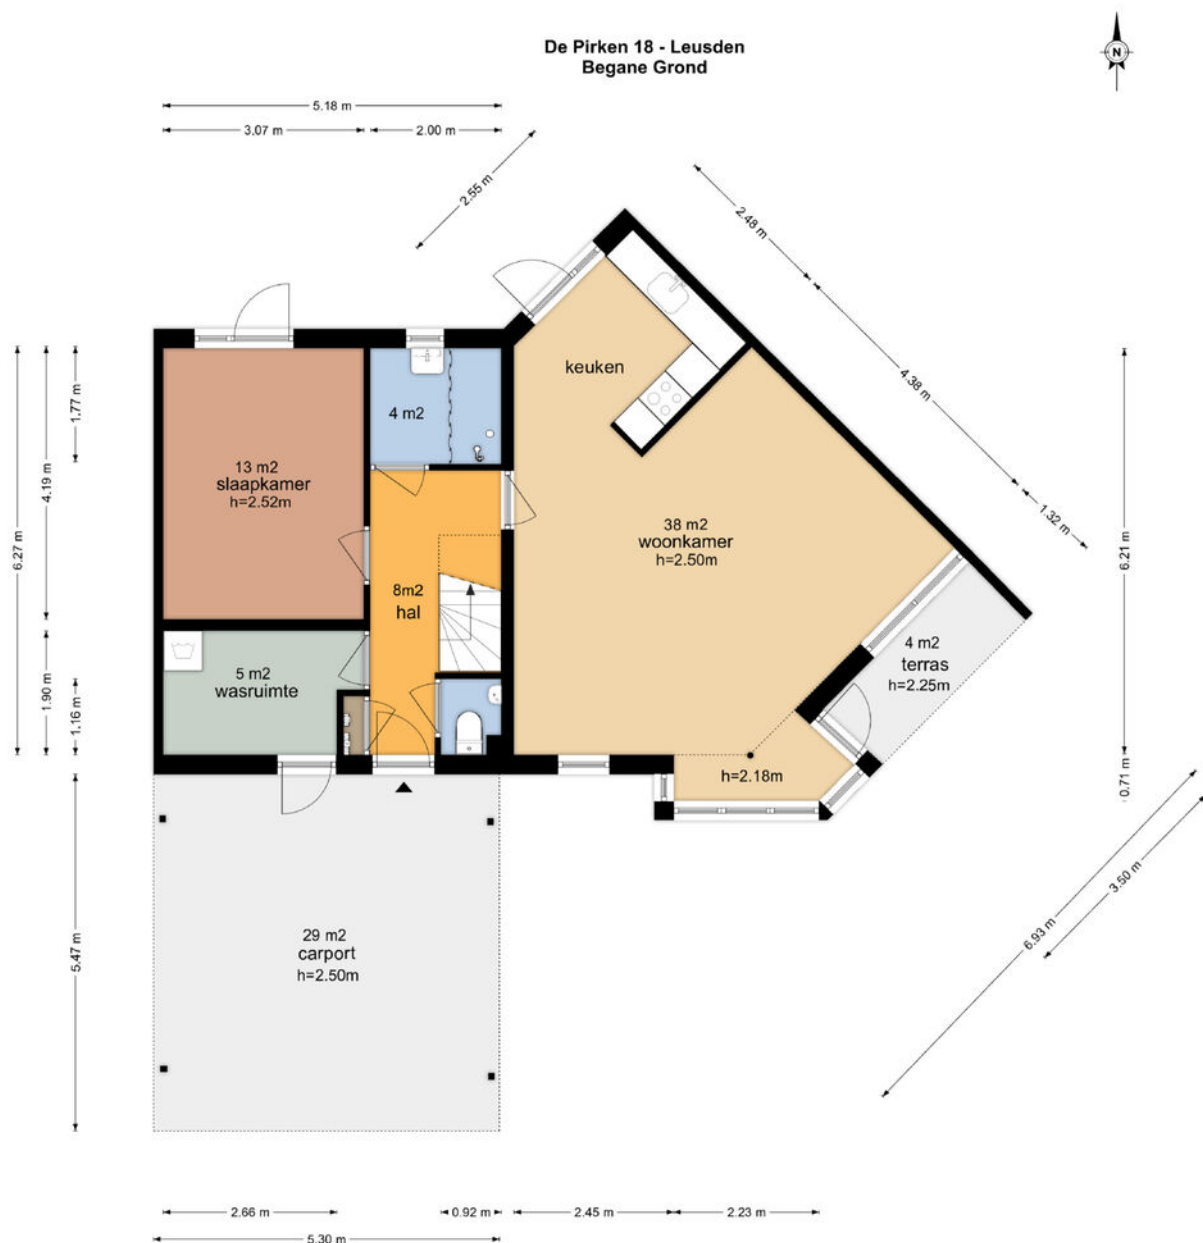 De Pirken 18 - Leusden
Begane Grond
N
5.18 m
3.07 m
2.00 m
2.55 m
2.48 m
4.38 m
1.32 m
keuken
4 m2
13 m2
slaapkamer
h=2.52m
38 m2
woonkamer
h=2.50m
8m2
hal
5 m2
wasruimte
4 m2
terras
h=2.25m
h=2.18m
29 m2
carport
h=2.50m
6.27 m
4.19 m
1.90 m
1.77 m
1.16 m
5.47 m
6.21 m
0.71 m
3.50 m
6.93 m
2.66 m
0.92 m
2.45 m
2.23 m
5.30 m